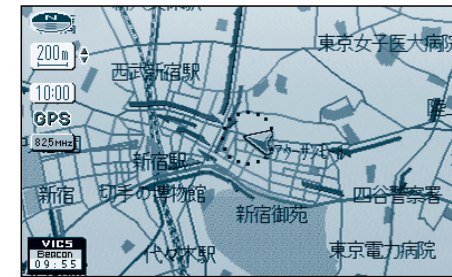 N
東京女子医大病院
200m
西武新宿駅
10:00
GPS
825MHz
新宿駅
新宿
切手の博物館
四谷警察署
新宿御苑
VICS
Beacon
09:55
代々木駅
東京電力病院